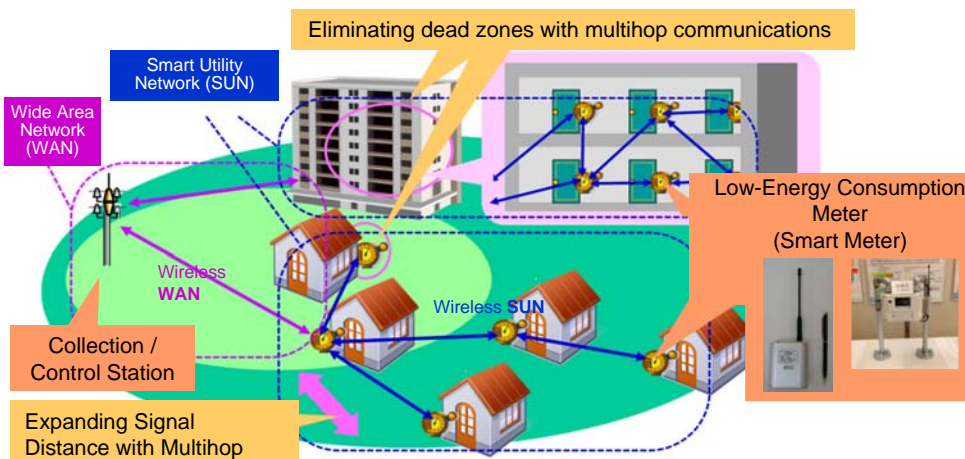 Eliminating dead zones with multihop communications
Smart Utility
Network (SUN)
Wide Area
Network
(WAN)
Low-Energy Consumption
Meter
(Smart Meter)
Wireless
WAN
Wireless SUN
Collection /
Control Station
Expanding Signal
Distance with Multihop